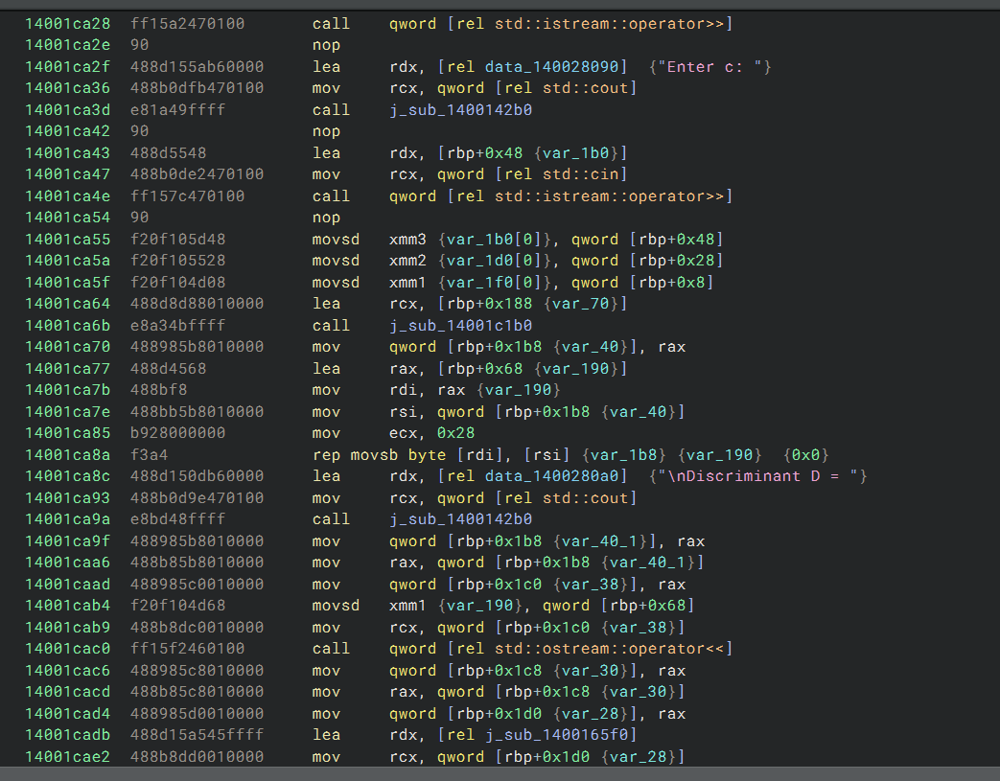 14001ca28 ff15a2470100 call qword [rel std::istream::operator>>]
14001ca2e 90 nop
14001ca2f 488d155ab60000 lea rdx, [rel data_140028090] {"Enter c: "}
14001ca36 488b0dfb470100 mov rcx, qword [rel std::cout]
14001ca3d e81a49ffff call j_sub_1400142b0
14001ca42 90 nop
14001ca43 488d5548 lea rdx, [rbp+0x48 {var_1b0}]
14001ca47 488b0de2470100 mov rcx, qword [rel std::cin]
14001ca4e ff157c470100 call qword [rel std::istream::operator>>]
14001ca54 90 nop
14001ca55 f20f105d48 movsd xmm3 {var_1b0[0]}, qword [rbp+0x48]
14001ca5a f20f105528 movsd xmm2 {var_1d0[0]}, qword [rbp+0x28]
14001ca5f f20f104d08 movsd xmm1 {var_1f0[0]}, qword [rbp+0x8]
14001ca64 488d8d88010000 lea rcx, [rbp+0x188 {var_70}]
14001ca6b e8a34bffff call j_sub_14001c1b0
14001ca70 488985b8010000 mov qword [rbp+0x1b8 {var_40}], rax
14001ca77 488d4568 lea rax, [rbp+0x68 {var_190}]
14001ca7b 488bf8 mov rdi, rax {var_190}
14001ca7e 488bb5b8010000 mov rsi, qword [rbp+0x1b8 {var_40}]
14001ca85 b928000000 mov ecx, 0x28
14001ca8a f3a4 rep movsb byte [rdi], [rsi] {var_1b8} {var_190} {0x0}
14001ca8c 488d150db60000 lea rdx, [rel data_1400280a0] {"\nDiscriminant D = "}
14001ca93 488b0d9e470100 mov rcx, qword [rel std::cout]
14001ca9a e8bd48ffff call j_sub_1400142b0
14001ca9f 488985b8010000 mov qword [rbp+0x1b8 {var_40_1}], rax
14001caa6 488b85b8010000 mov rax, qword [rbp+0x1b8 {var_40_1}]
14001caad 488985c0010000 mov qword [rbp+0x1c0 {var_38}], rax
14001cab4 f20f104d68 movsd xmm1 {var_190}, qword [rbp+0x68]
14001cab9 488b8dc0010000 mov rcx, qword [rbp+0x1c0 {var_38}]
14001cac0 ff15f2460100 call qword [rel std::ostream::operator<<]
14001cac6 488985c8010000 mov qword [rbp+0x1c8 {var_30}], rax
14001cacd 488b85c8010000 mov rax, qword [rbp+0x1c8 {var_30}]
14001cad4 488985d0010000 mov qword [rbp+0x1d0 {var_28}], rax
14001cadb 488d15a545ffff lea rdx, [rel j_sub_1400165f0]
14001cae2 488b8dd0010000 mov rcx, qword [rbp+0x1d0 {var_28}]